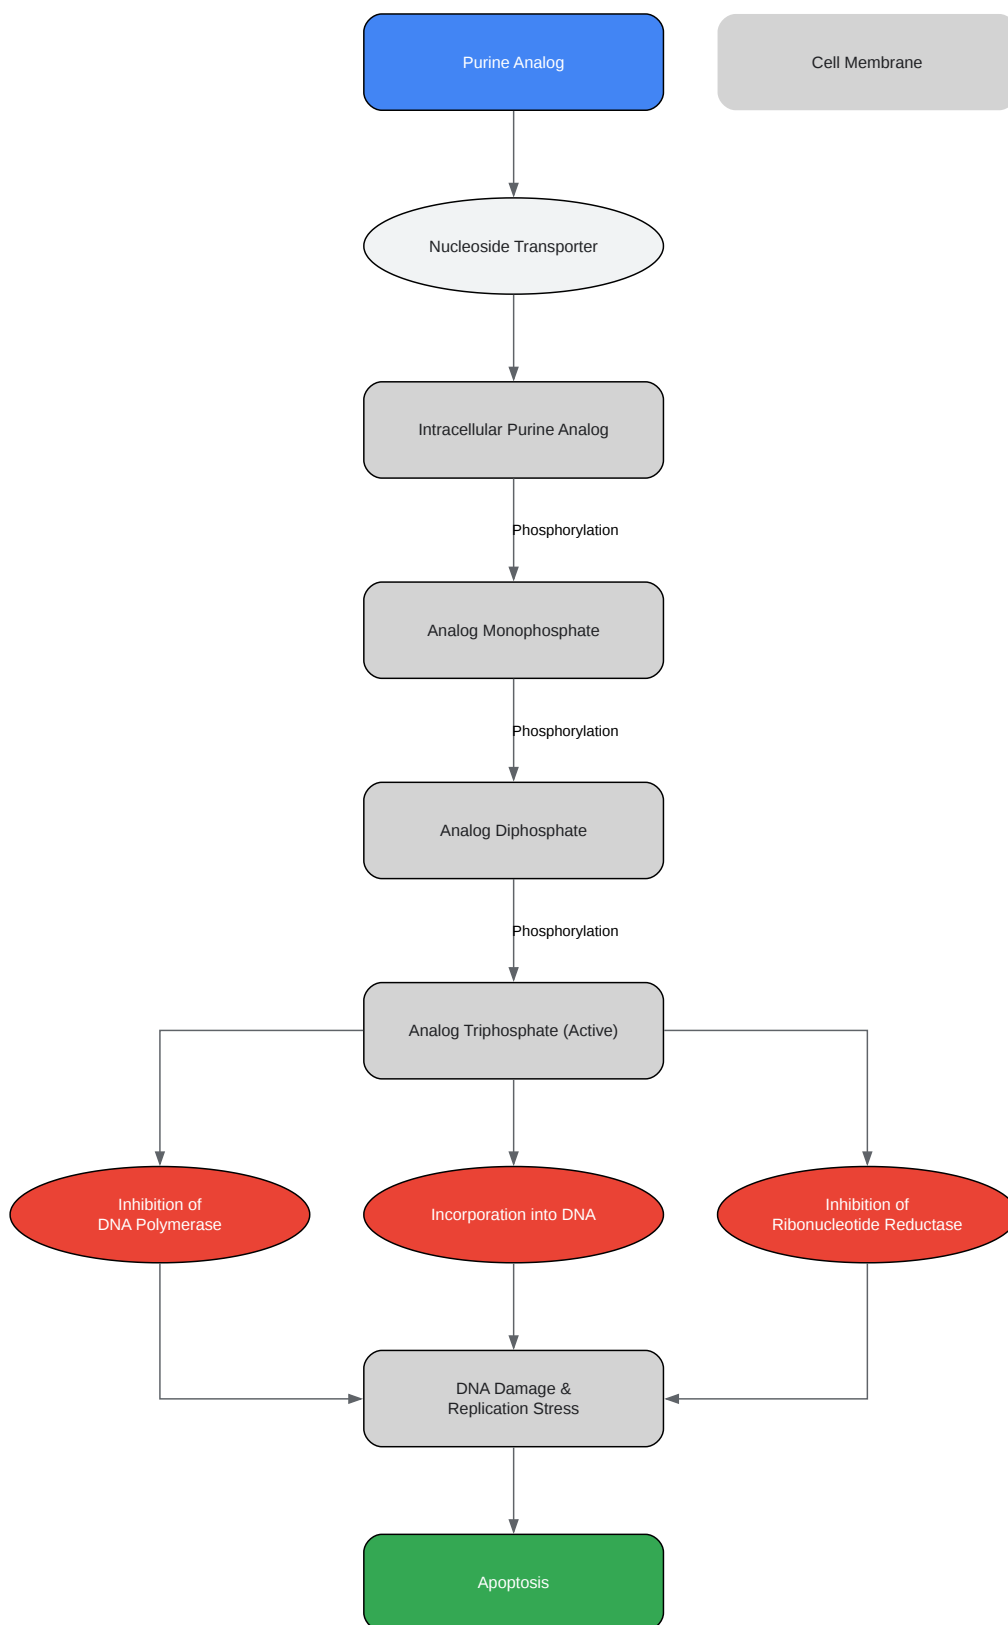 Purine Analog
Cell Membrane
Nucleoside Transporter
Intracellular Purine Analog
Phosphorylation
Analog Monophosphate
Phosphorylation
Analog Diphosphate
Phosphorylation
Analog Triphosphate (Active)
Inhibition of
DNA Polymerase
Incorporation into DNA
Inhibition of
Ribonucleotide Reductase
DNA Damage &
Replication Stress
Apoptosis